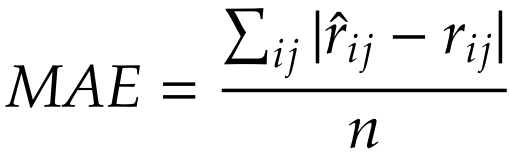 MAE = \frac{\sum_{ij} |\hat{r}_{ij} - r_{ij}|}{n}